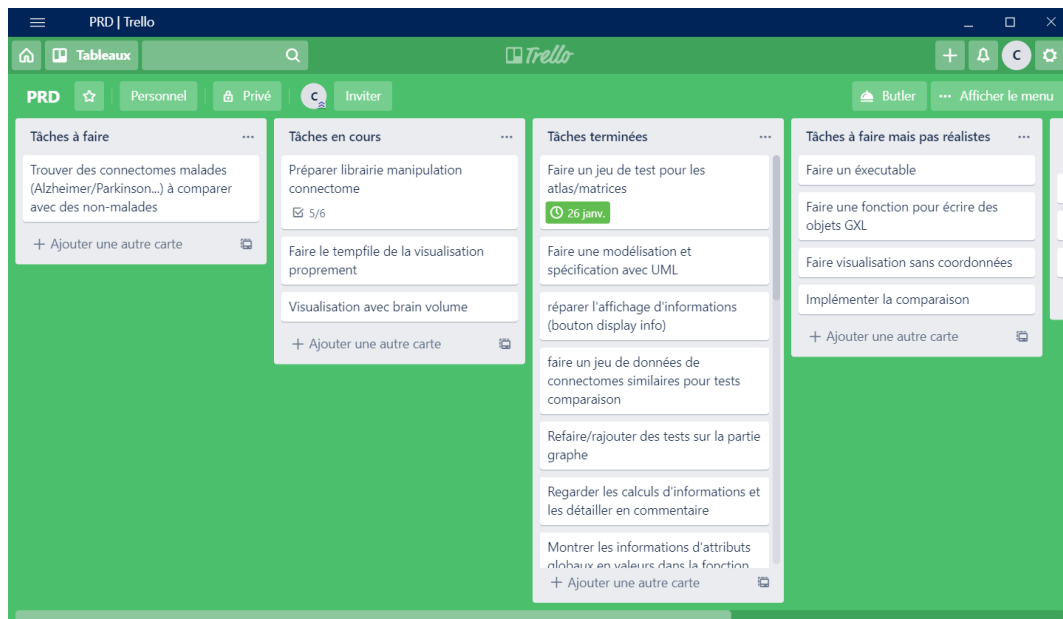 PRD | Trello
Tableaux
Trello
C
PRD
Personnel
Privé
C
Inviter
Butler
Afficher le menu
Tâches à faire
Trouver des connectomes malades
(Alzheimer/Parkinson...) à comparer
avec des non-malades
Ajouter une autre carte
Tâches en cours
Préparer librairie manipulation
connectome
5/6
Faire le tempfile de la visualisation
proprement
Visualisation avec brain volume
Ajouter une autre carte
Tâches terminées
Faire un jeu de test pour les
atlas/matrices
26 janv.
Faire une modélisation et
spécification avec UML
réparer l'affichage d'informations
(bouton display info)
faire un jeu de données de
connectomes similaires pour tests
comparaison
Refaire/rajouter des tests sur la partie
graphe
Regarder les calculs d'informations et
les détailler en commentaire
Montrer les informations d'attributs
globaux en valeurs dans la fonction
Ajouter une autre carte
Tâches à faire mais pas réalistes
Faire un éxecutable
Faire une fonction pour écrire des
objets GXL
Faire visualisation sans coordonnées
Implémenter la comparaison
Ajouter une autre carte